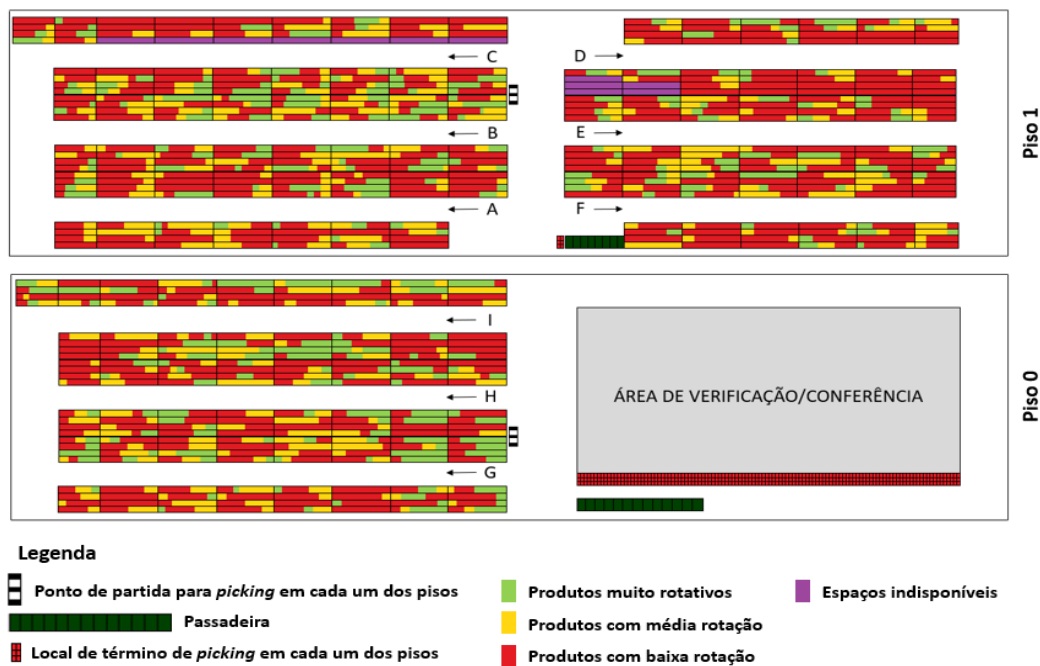 C
D
B
E
A
F
Piso 1
I
H
G
ÁREA DE VERIFICAÇÃO/CONFERÊNCIA
Piso 0
Legenda
Ponto de partida para picking em cada um dos pisos
Passadeira
Local de término de picking em cada um dos pisos
Produtos muito rotativos
Produtos com média rotação
Produtos com baixa rotação
Espaços indisponíveis